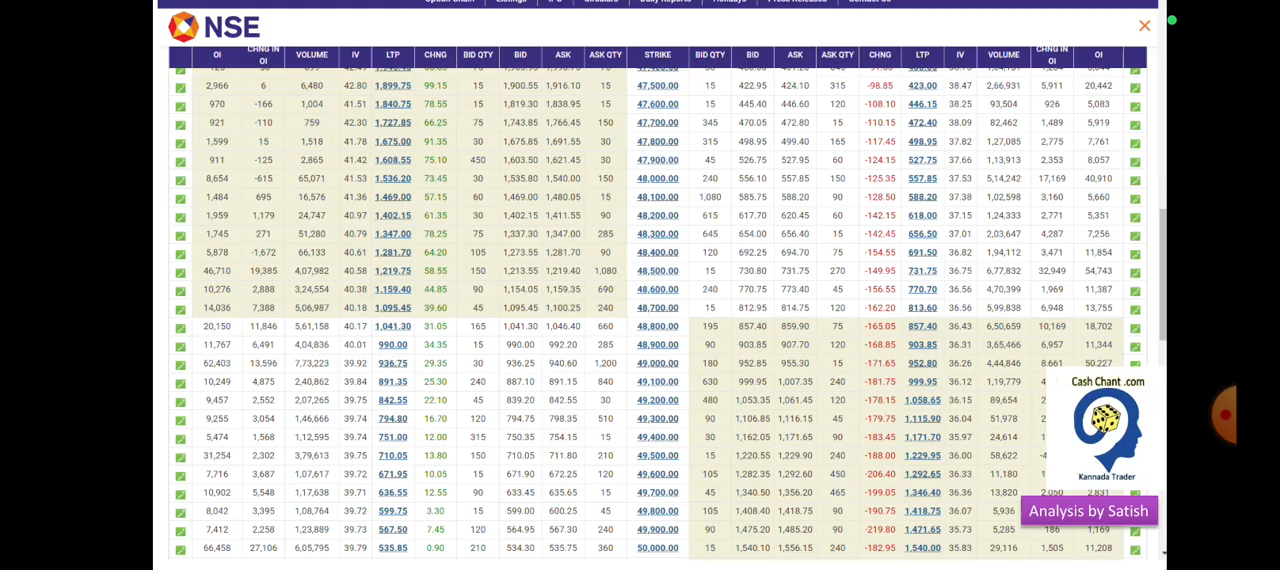 NSE
OI CHNG IN OI VOLUME IV LTP CHNG BID QTY BID ASK ASK QTY STRIKE BID QTY BID ASK ASK QTY CHNG LTP IV VOLUME CHNG IN OI OI
2,966 6 6,480 42.80 1,899.75 99.15 15 1,900.55 1,916.10 15 47,500.00 15 422.95 424.10 315 -98.85 423.00 38.47 2,66,931 5,911 20,442
970 -166 1,004 41.51 1,840.75 78.55 15 1,819.30 1,838.95 15 47,600.00 15 445.40 446.60 120 -108.10 446.15 38.25 93,504 926 5,083
921 -110 759 42.30 1,727.85 66.25 75 1,743.85 1,766.45 150 47,700.00 345 470.05 472.80 15 -110.15 472.40 38.09 82,462 1,489 5,919
1,599 15 1,518 41.78 1,675.00 91.35 15 1,675.85 1,691.55 30 47,800.00 315 498.95 499.40 165 -117.45 498.95 37.82 1,27,085 2,775 7,761
911 -125 2,865 41.42 1,608.55 75.10 450 1,603.50 1,621.45 30 47,900.00 45 526.75 527.95 60 -124.15 527.75 37.66 1,13,913 2,353 8,057
8,654 -615 65,071 41.53 1,536.20 73.45 30 1,535.80 1,540.00 150 48,000.00 240 556.10 557.85 150 -125.35 557.85 37.53 5,14,242 17,169 40,910
1,484 695 16,576 41.36 1,469.00 57.15 60 1,469.00 1,480.05 15 48,100.00 1,080 585.75 588.20 90 -128.50 588.20 37.38 1,02,598 3,160 5,660
1,959 1,179 24,747 40.97 1,402.15 61.35 30 1,402.15 1,411.55 90 48,200.00 615 617.70 620.45 60 -142.15 618.00 37.15 1,24,333 2,771 5,351
1,745 271 51,280 40.79 1,347.00 78.25 75 1,337.30 1,347.00 285 48,300.00 645 654.00 656.40 15 -142.45 656.50 37.01 2,03,647 4,287 7,256
5,878 -1,672 66,133 40.61 1,281.70 64.20 105 1,273.55 1,281.70 90 48,400.00 120 692.25 694.70 75 -154.55 691.50 36.82 1,94,112 3,471 11,854
46,710 19,385 4,07,982 40.58 1,219.75 58.55 150 1,213.55 1,219.40 1,080 48,500.00 15 730.80 731.75 270 -149.95 731.75 36.76 6,77,832 32,949 54,743
10,276 2,888 3,24,554 40.38 1,159.40 44.85 90 1,154.05 1,159.35 690 48,600.00 240 770.75 773.40 45 -156.55 770.70 36.56 4,70,399 1,969 11,387
14,036 7,388 5,06,987 40.18 1,095.45 39.60 45 1,095.45 1,100.25 240 48,700.00 15 812.95 814.75 120 -162.20 813.60 36.56 5,99,838 6,948 13,755
20,150 11,846 5,61,158 40.17 1,041.30 31.05 165 1,041.30 1,046.40 660 48,800.00 195 857.40 859.90 75 -165.05 857.40 36.43 6,50,659 10,169 18,702
11,767 6,491 4,04,836 40.01 990.00 34.35 15 990.00 992.20 285 48,900.00 90 903.85 907.70 120 -168.85 903.85 36.31 3,65,656 6,957 11,344
62,403 13,596 7,73,223 39.92 936.75 29.35 30 936.25 940.60 1,200 49,000.00 180 952.85 955.30 15 -171.65 952.80 36.26 4,44,846 8,661 50,227
10,249 4,875 2,40,862 39.84 891.35 25.30 240 887.10 891.15 840 49,100.00 630 999.95 1,007.35 240 -181.75 999.95 36.12 1,19,779
9,457 2,552 2,07,265 39.75 842.55 22.10 45 839.20 842.55 30 49,200.00 480 1,053.35 1,061.45 120 -178.15 1,058.65 36.15 89,654
9,255 3,054 1,46,666 39.74 794.80 16.70 120 794.75 798.35 510 49,300.00 90 1,106.85 1,116.15 45 -179.75 1,115.90 36.04 51,978
5,474 1,568 1,12,595 39.74 751.00 12.00 315 750.35 754.15 15 49,400.00 30 1,162.05 1,171.65 90 -183.45 1,171.70 35.97 24,614
31,254 2,302 3,79,613 39.75 710.05 13.80 150 710.05 711.80 210 49,500.00 15 1,220.55 1,229.90 240 -188.00 1,229.95 36.00 58,622
7,716 3,687 1,07,617 39.72 671.95 10.05 15 671.90 672.25 120 49,600.00 105 1,282.35 1,292.60 450 -206.40 1,292.65 36.33 11,180
10,902 5,548 1,17,638 39.71 636.55 12.55 90 633.45 635.65 15 49,700.00 45 1,340.50 1,356.20 465 -199.05 1,346.40 36.36 13,820 2,050 2,831
8,042 3,395 1,08,764 39.72 599.75 3.30 15 599.00 600.25 45 49,800.00 105 1,408.40 1,418.75 90 -190.75 1,418.75 36.07 5,936
7,412 2,258 1,23,889 39.73 567.50 7.45 120 564.95 567.30 240 49,900.00 90 1,475.20 1,485.20 90 -219.80 1,471.65 35.73 5,285 186 1,169
66,458 27,106 6,05,795 39.79 535.85 0.90 210 534.30 535.75 360 50,000.00 15 1,540.10 1,556.15 240 -182.95 1,540.00 35.83 29,116 1,505 11,208
Cash Chant .com
Kannada Trader
Analysis by Satish